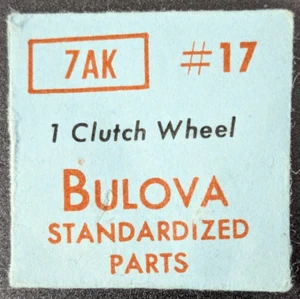 7AK #17
1 Clutch Wheel
BULOVA
STANDARDIZED
PARTS